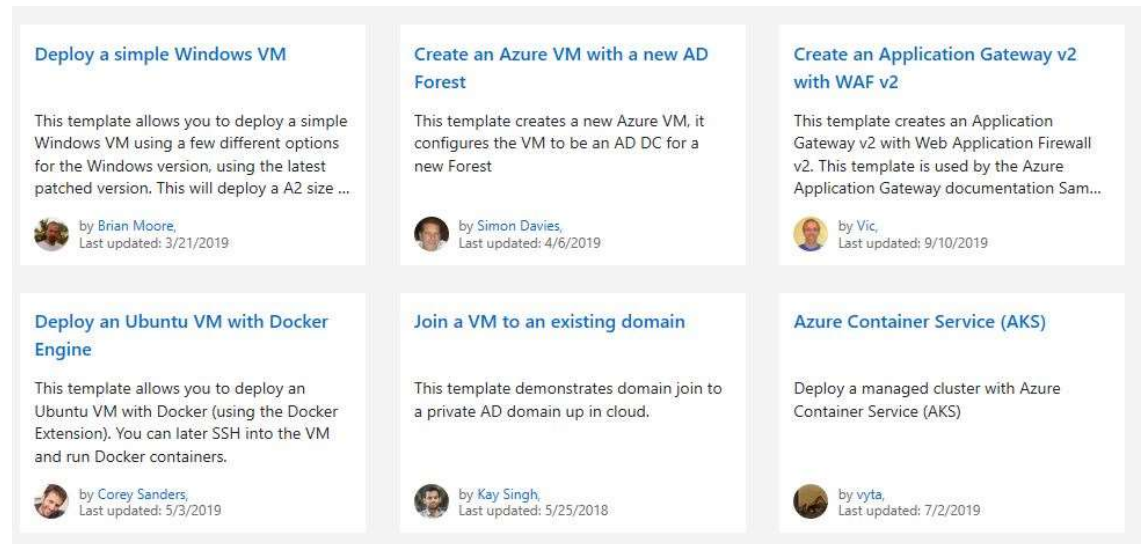 Deploy a simple Windows VM
This template allows you to deploy a simple
Windows VM using a few different options
for the Windows version, using the latest
patched version. This will deploy a A2 size ...
by Brian Moore,
Last updated: 3/21/2019
Create an Azure VM with a new AD
Forest
This template creates a new Azure VM, it
configures the VM to be an AD DC for a
new Forest
by Simon Davies,
Last updated: 4/6/2019
Create an Application Gateway v2
with WAF v2
This template creates an Application
Gateway v2 with Web Application Firewall
v2. This template is used by the Azure
Application Gateway documentation Sam...
by Vic,
Last updated: 9/10/2019
Deploy an Ubuntu VM with Docker
Engine
This template allows you to deploy an
Ubuntu VM with Docker (using the Docker
Extension). You can later SSH into the VM
and run Docker containers.
by Corey Sanders,
Last updated: 5/3/2019
Join a VM to an existing domain
This template demonstrates domain join to
a private AD domain up in cloud.
by Kay Singh,
Last updated: 5/25/2018
Azure Container Service (AKS)
Deploy a managed cluster with Azure
Container Service (AKS)
by vyta,
Last updated: 7/2/2019